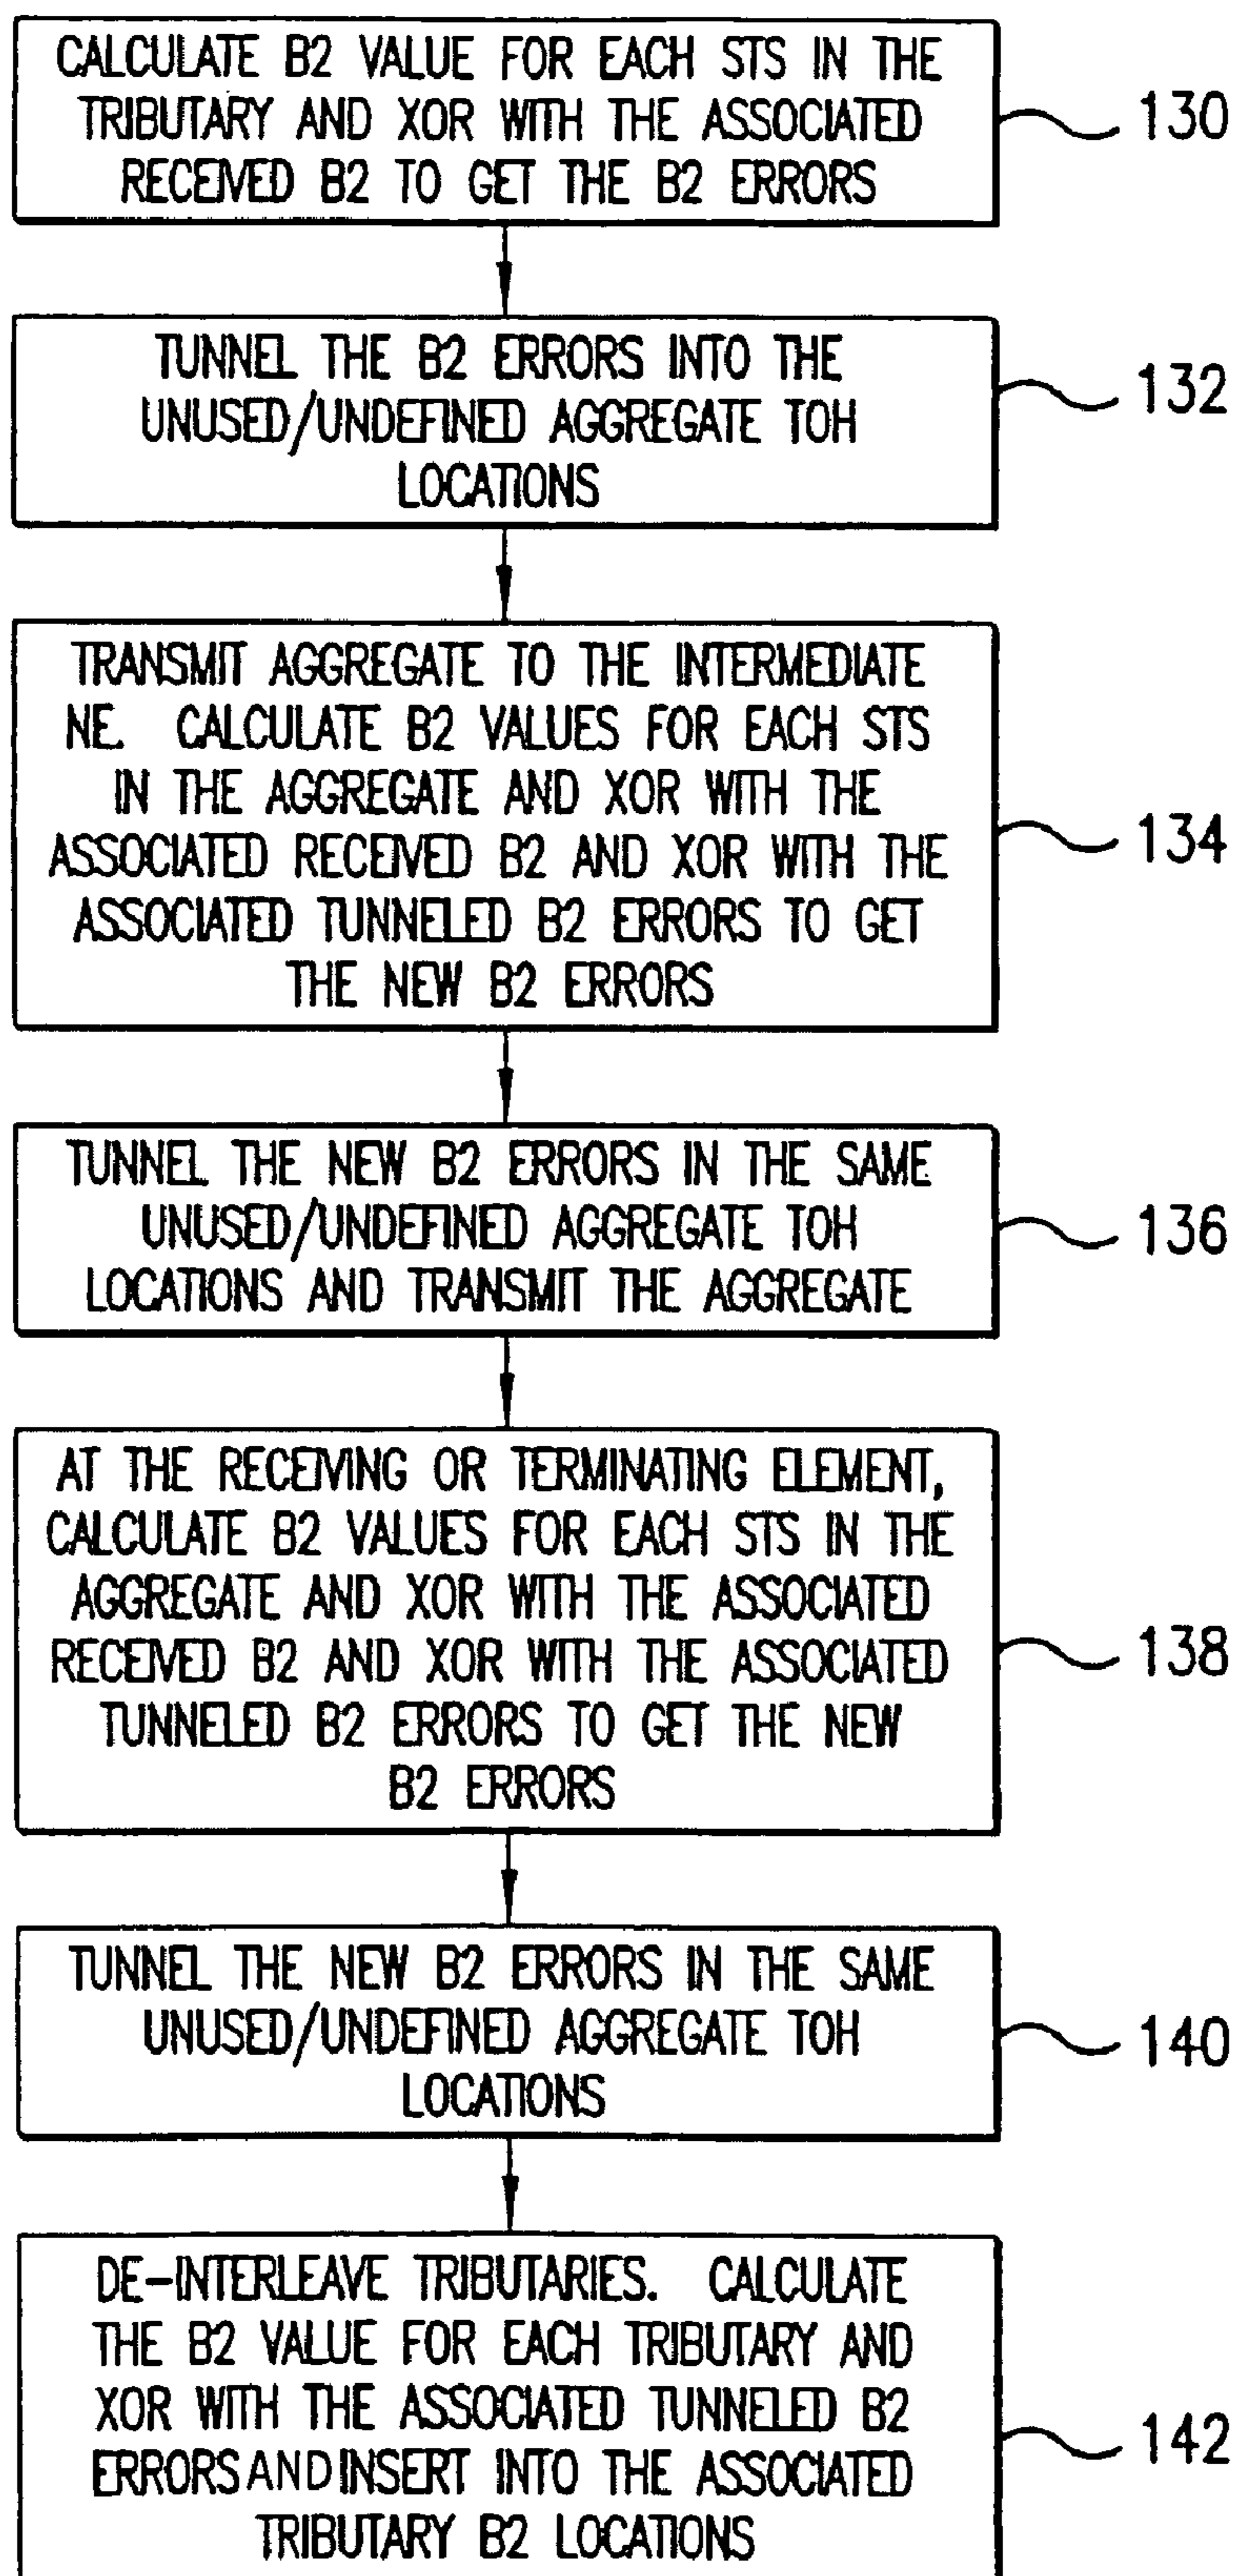 CALCULATE B2 VALUE FOR EACH STS IN THE
TRIBUTARY AND XOR WITH THE ASSOCIATED
RECEIVED B2 TO GET THE B2 ERRORS
130
TUNNEL THE B2 ERRORS INTO THE
UNUSED/UNDEFINED AGGREGATE TOH
LOCATIONS
132
TRANSMIT AGGREGATE TO THE INTERMEDIATE
NE. CALCULATE B2 VALUES FOR EACH STS
IN THE AGGREGATE AND XOR WITH THE
ASSOCIATED RECEIVED B2 AND XOR WITH THE
ASSOCIATED TUNNELED B2 ERRORS TO GET
THE NEW B2 ERRORS
134
TUNNEL THE NEW B2 ERRORS IN THE SAME
UNUSED/UNDEFINED AGGREGATE TOH
LOCATIONS AND TRANSMIT THE AGGREGATE
136
AT THE RECEIVING OR TERMINATING ELEMENT,
CALCULATE B2 VALUES FOR EACH STS IN THE
AGGREGATE AND XOR WITH THE ASSOCIATED
RECEIVED B2 AND XOR WITH THE ASSOCIATED
TUNNELED B2 ERRORS TO GET THE NEW
B2 ERRORS
138
TUNNEL THE NEW B2 ERRORS IN THE SAME
UNUSED/UNDEFINED AGGREGATE TOH
LOCATIONS
140
DE-INTERLEAVE TRIBUTARIES. CALCULATE
THE B2 VALUE FOR EACH TRIBUTARY AND
XOR WITH THE ASSOCIATED TUNNELED B2
ERRORS AND INSERT INTO THE ASSOCIATED
TRIBUTARY B2 LOCATIONS
142